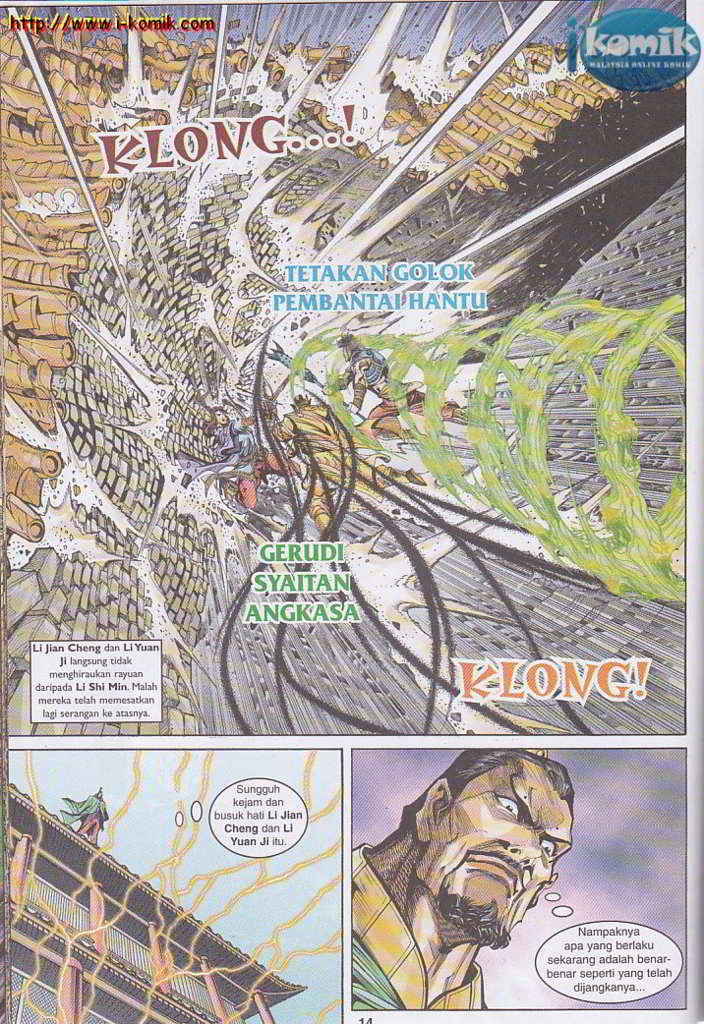 http://www.i-komik.com
ikomik
MALAYSIA ONLINE KOMIK
KLONG....!
TETAKAN GOLOK
PEMBANTAI HANTU
GERUDI
SYAITAN
ANGKASA
Li Jian Cheng dan Li Yuan
Ji langsung tidak
menghiraukan rayuan
daripada Li Shi Min. Malah
mereka telah memesatkan
lagi serangan ke atasnya.
KLONG!
Sungguh
kejam dan
busuk hati Li Jian
Cheng dan Li
Yuan Ji itu.
Nampaknya
apa yang berlaku
sekarang adalah benar-
benar seperti yang telah
dijangkanya...
14